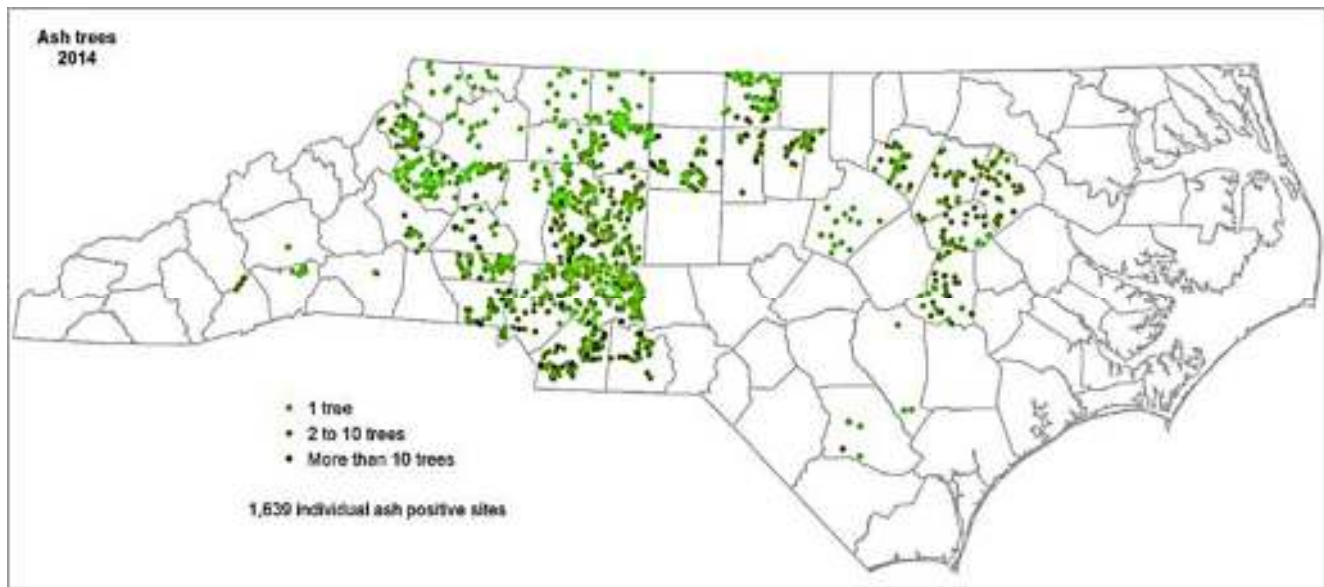 Ash trees
2014
1 tree
2 to 10 trees
More than 10 trees
1,639 individual ash positive sites